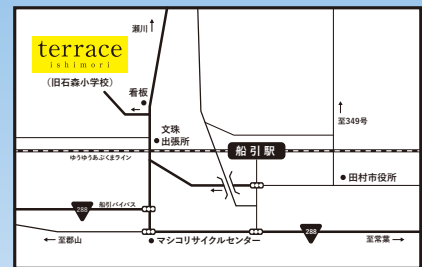 瀬川
terrace
ishimori
(旧石森小学校)
看板
至349号
文珠
出張所
船引駅
ゆうゆうあぶくまライン
田村市役所
288
船引バイパス
至郡山
マシコリサイクルセンター
288
至常葉